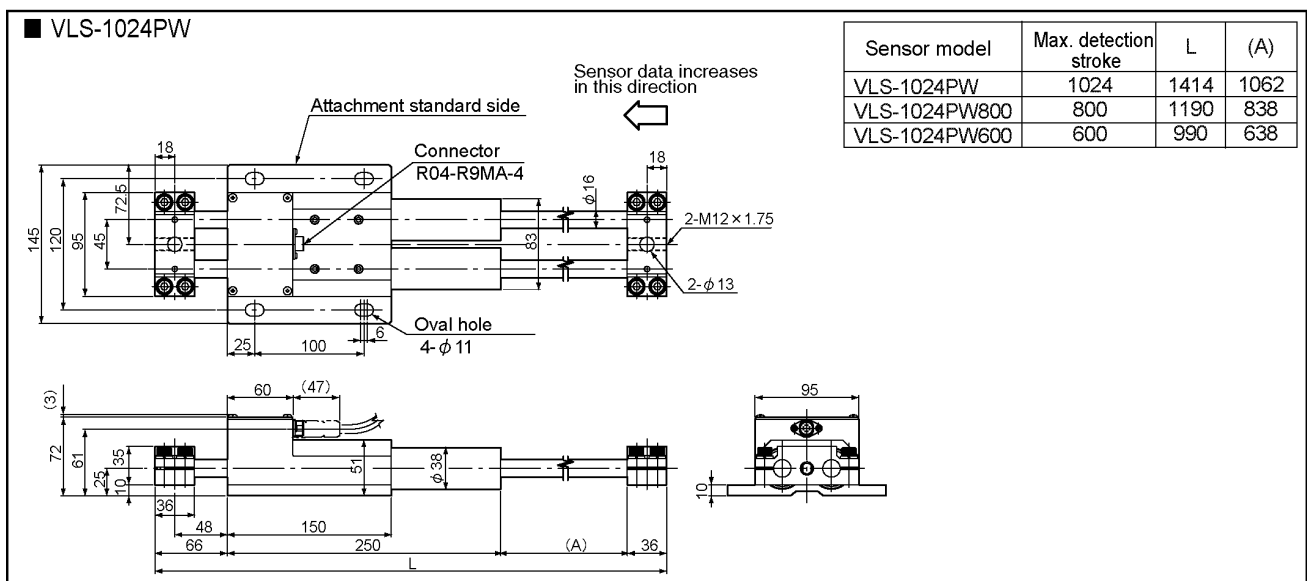 ■ VLS-1024PW
Sensor model Max. detection stroke L (A)
VLS-1024PW 1024 1414 1062
VLS-1024PW800 800 1190 838
VLS-1024PW600 600 990 638
Sensor data increases
in this direction
Attachment standard side
Connector
R04-R9MA-4
18
18
φ16
2-M12×1.75
145
120
95
72.5
45
83
2-φ13
Oval hole
4-φ11
6
25
100
60
(47)
95
(3)
72
61
35
25
10
51
φ38
10
36
48
150
66
250
(A)
36
L